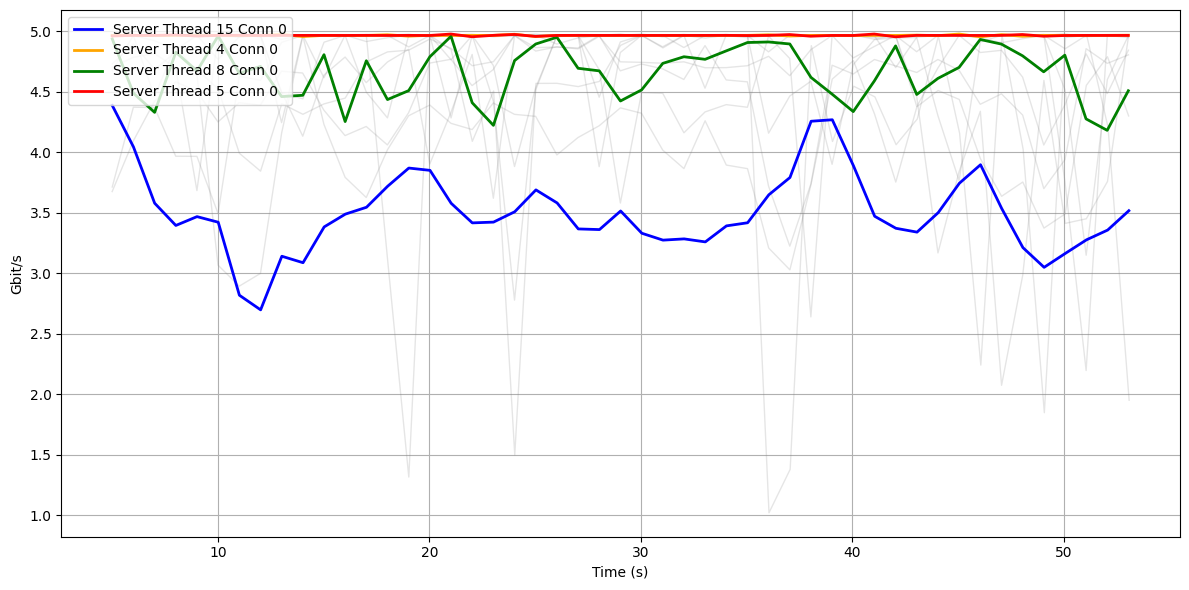 Server Thread 15 Conn 0
Server Thread 4 Conn 0
Server Thread 8 Conn 0
Server Thread 5 Conn 0
5.0
4.5
4.0
3.5
3.0
2.5
2.0
1.5
1.0
Gbit/s
10 20 30 40 50
Time (s)